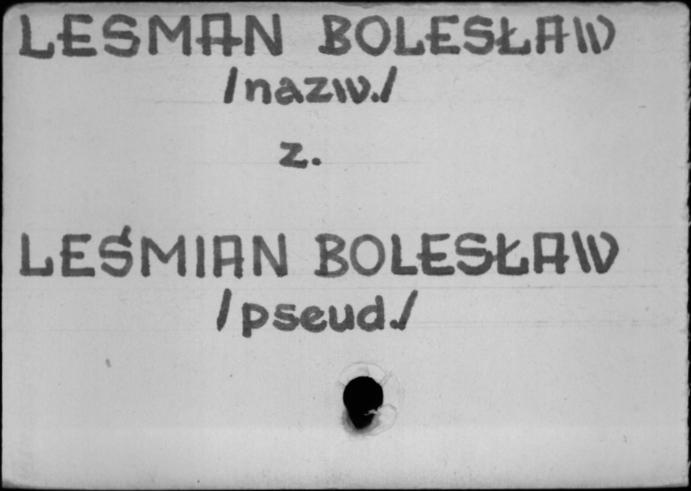 LESMAN BOLESŁAW
/nazw./
z.
LEŚMIAN BOLESŁAW
/pseud./